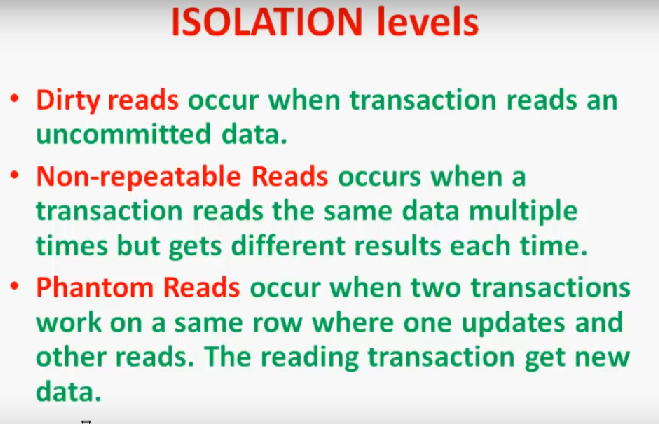 ISOLATION levels
• Dirty reads occur when transaction reads an
uncommitted data.
• Non-repeatable Reads occurs when a
transaction reads the same data multiple
times but gets different results each time.
• Phantom Reads occur when two transactions
work on a same row where one updates and
other reads. The reading transaction get new
data.